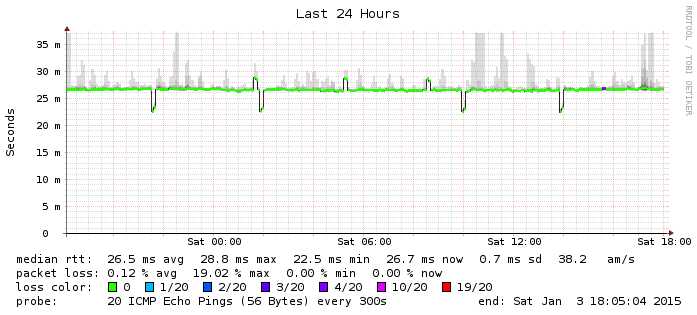 Last 24 Hours
RRDTOOL / TOBI OETIKER
Seconds
35 m
30 m
25 m
20 m
15 m
10 m
5 m
0
Sat 00:00 Sat 06:00 Sat 12:00 Sat 18:00
median rtt: 26.5 ms avg 28.8 ms max 22.5 ms min 26.7 ms now 0.7 ms sd 38.2 am/s
packet loss: 0.12 % avg 19.02 % max 0.00 % min 0.00 % now
loss color: 0 1/20 2/20 3/20 4/20 10/20 19/20
probe: 20 ICMP Echo Pings (56 Bytes) every 300s end: Sat Jan 3 18:05:04 2015